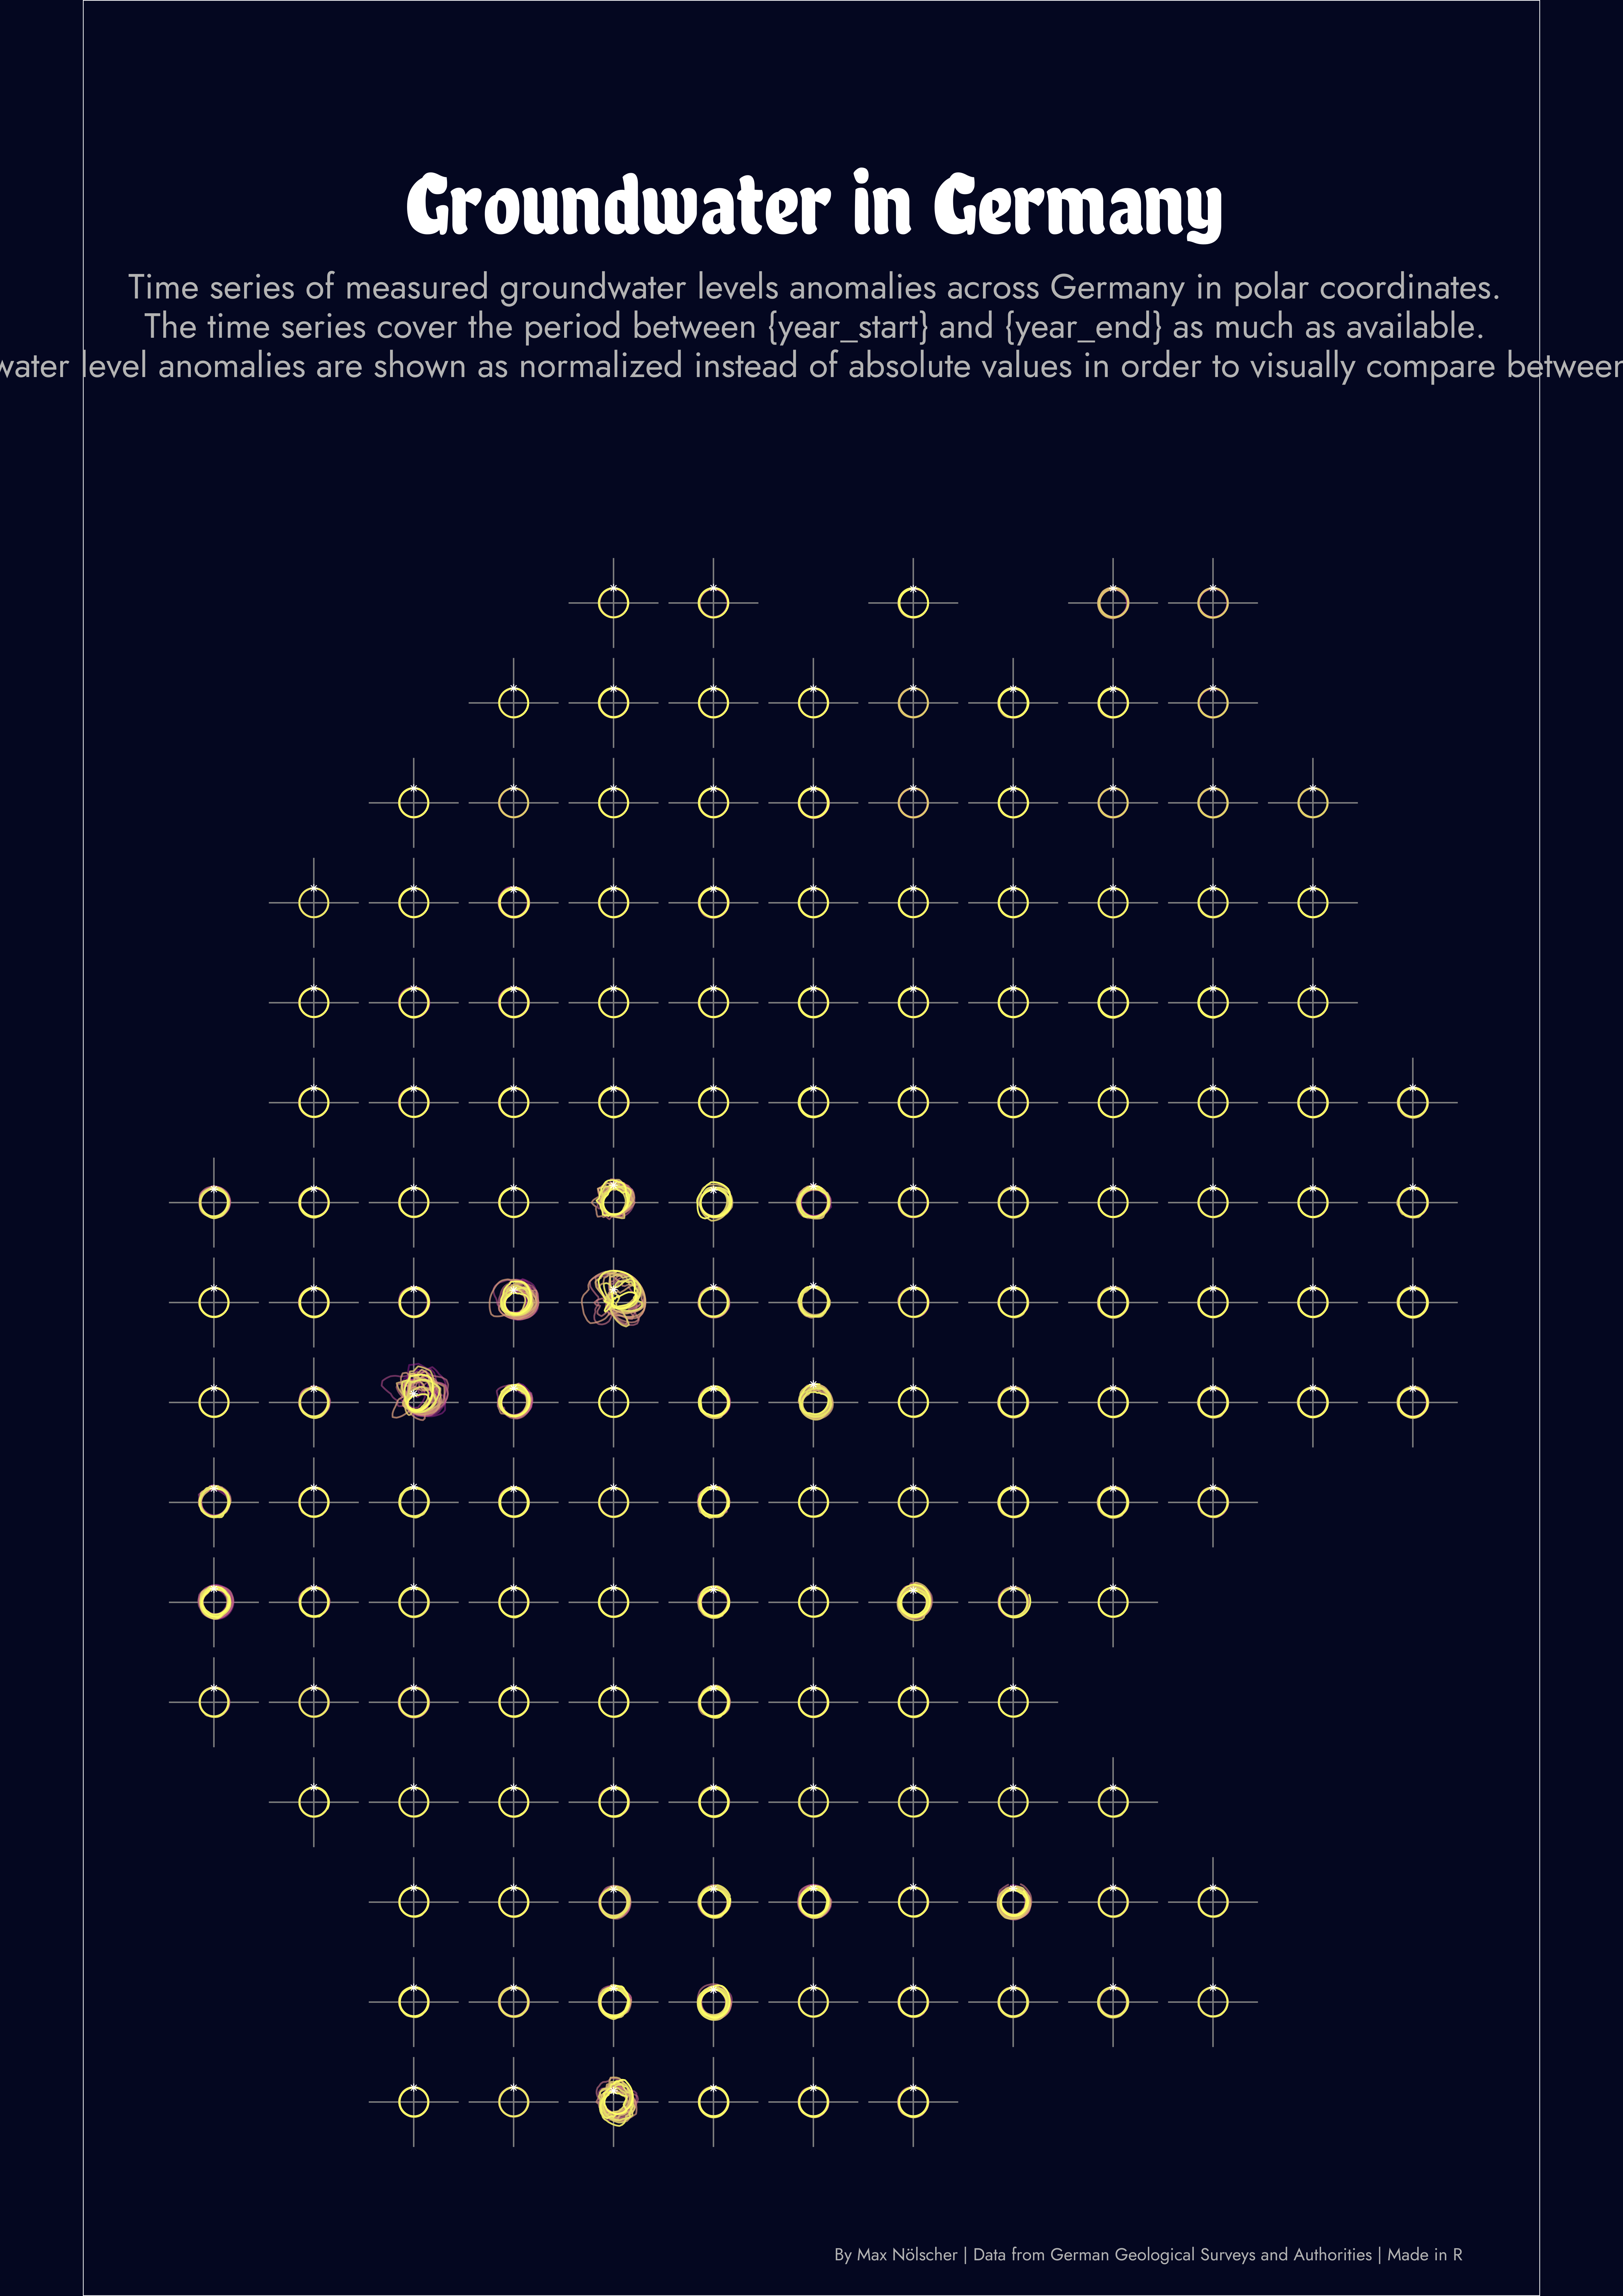 Groundwater in Germany
Time series of measured groundwater levels anomalies across Germany in polar coordinates.
The time series cover the period between {year_start} and {year_end} as much as available.
water level anomalies are shown as normalized instead of absolute values in order to visually compare between
By Max Nölscher | Data from German Geological Surveys and Authorities | Made in R